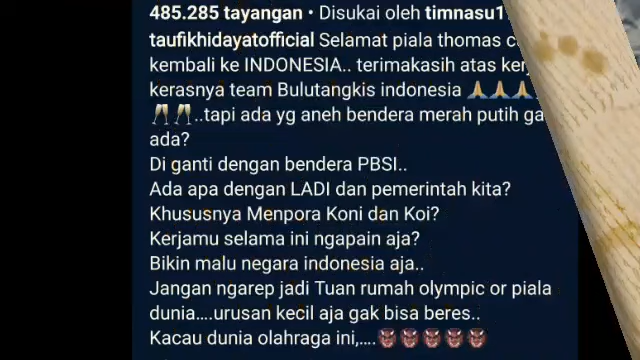 485.285 tayangan • Disukai oleh timnasu1
taufikhidayatofficial Selamat piala thomas
kembali ke INDONESIA.. terimakasih atas
kerasnya team Bulutangkis indonesia 🙏🙏🙏
🥂🥂..tapi ada yg aneh bendera merah putih
ada?
Di ganti dengan bendera PBSI..
Ada apa dengan LADI dan pemerintah kita?
Khususnya Menpora Koni dan Koi?
Kerjamu selama ini ngapain aja?
Bikin malu negara indonesia aja..
Jangan ngarep jadi Tuan rumah olympic or piala
dunia....urusan kecil aja gak bisa beres..
Kacau dunia olahraga ini,....👹👹👹👹👹